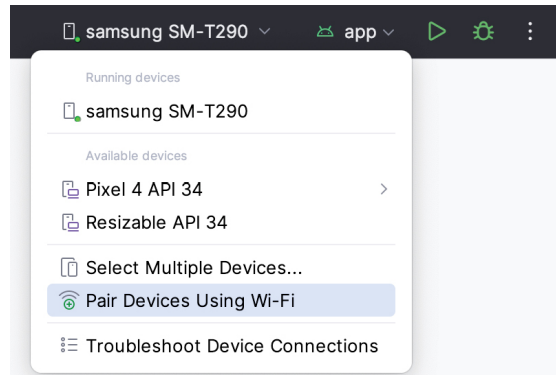 samsung SM-T290 app
Running devices
samsung SM-T290
Available devices
Pixel 4 API 34
Resizable API 34
Select Multiple Devices...
Pair Devices Using Wi-Fi
Troubleshoot Device Connections